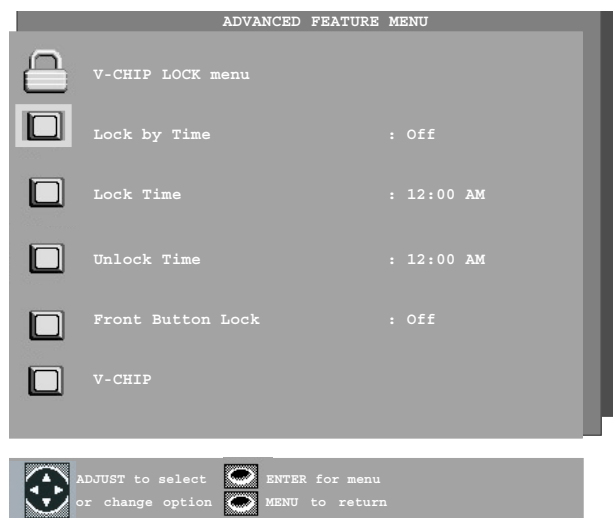 ADVANCED FEATURE MENU
V-CHIP LOCK menu
Lock by Time : Off
Lock Time : 12:00 AM
Unlock Time : 12:00 AM
Front Button Lock : Off
V-CHIP
ADJUST to select ENTER for menu
or change option MENU to return